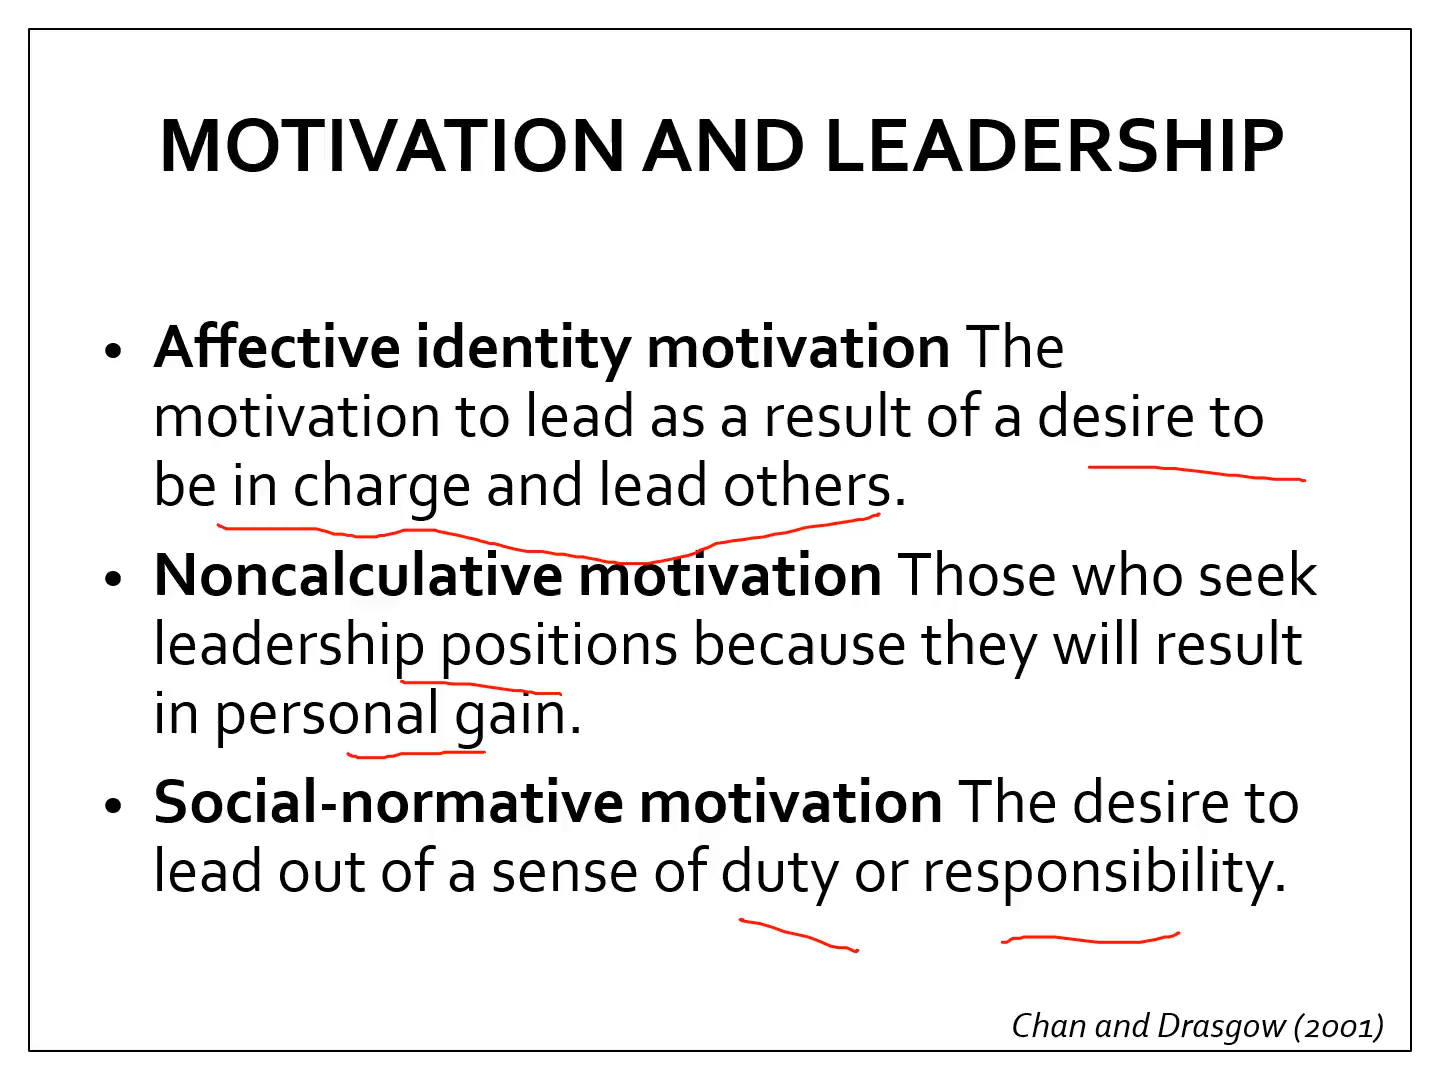 MOTIVATION AND LEADERSHIP
• Affective identity motivation The
motivation to lead as a result of a desire to
be in charge and lead others.
• Noncalculative motivation Those who seek
leadership positions because they will result
in personal gain.
• Social-normative motivation The desire to
lead out of a sense of duty or responsibility.
Chan and Drasgow (2001)